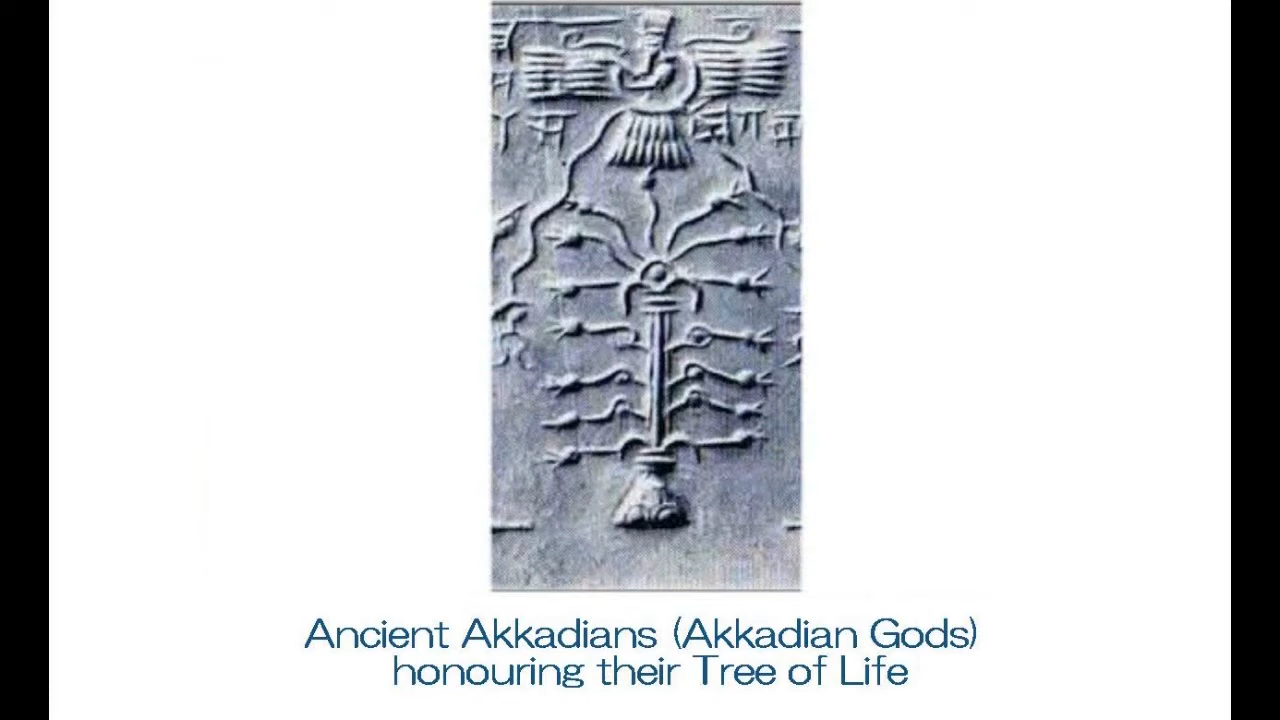 Ancient Akkadians (Akkadian Gods)
honouring their Tree of Life